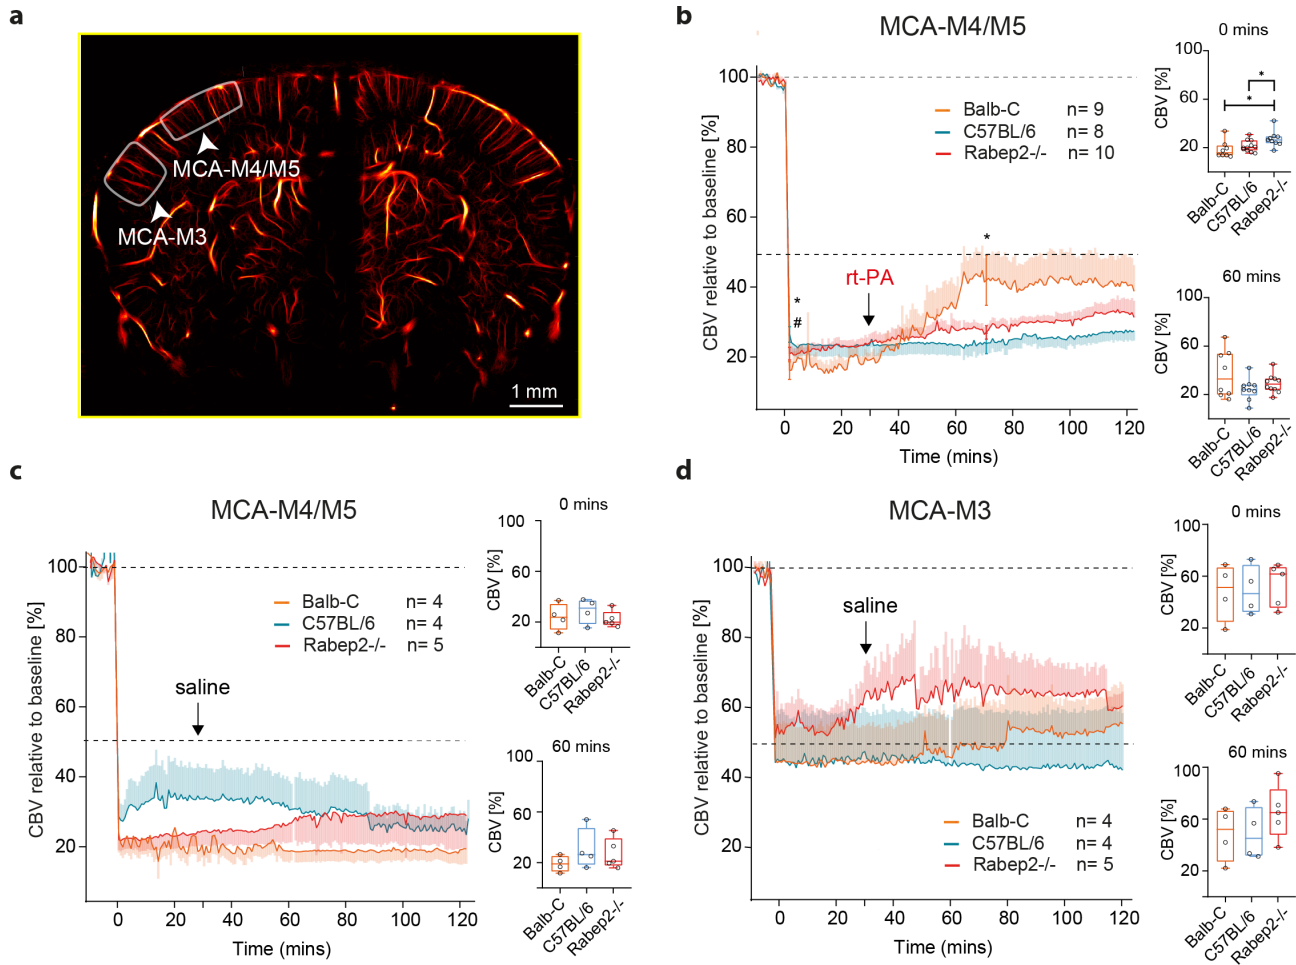 a
MCA-M4/M5
MCA-M3
1 mm
b
MCA-M4/M5
CBV relative to baseline [%]
100
80
60
40
20
0 20 40 60 80 100 120
Time (mins)
Balb-C n= 9
C57BL/6 n= 8
Rabep2-/- n= 10
*
rt-PA
*
#
0 mins
CBV [%]
100
60
20
*
*
Balb-C
C57BL/6
Rabep2-/-
60 mins
CBV [%]
100
60
20
Balb-C
C57BL/6
Rabep2-/-
c
MCA-M4/M5
CBV relative to baseline [%]
100
80
60
40
20
0 20 40 60 80 100 120
Time (mins)
Balb-C n= 4
C57BL/6 n= 4
Rabep2-/- n= 5
saline
0 mins
CBV [%]
100
60
20
Balb-C
C57BL/6
Rabep2-/-
60 mins
CBV [%]
100
60
20
Balb-C
C57BL/6
Rabep2-/-
d
MCA-M3
CBV relative to baseline [%]
100
80
60
40
20
0 20 40 60 80 100 120
Time (mins)
saline
Balb-C n= 4
C57BL/6 n= 4
Rabep2-/- n= 5
0 mins
CBV [%]
100
60
20
Balb-C
C57BL/6
Rabep2-/-
60 mins
CBV [%]
100
60
20
Balb-C
C57BL/6
Rabep2-/-